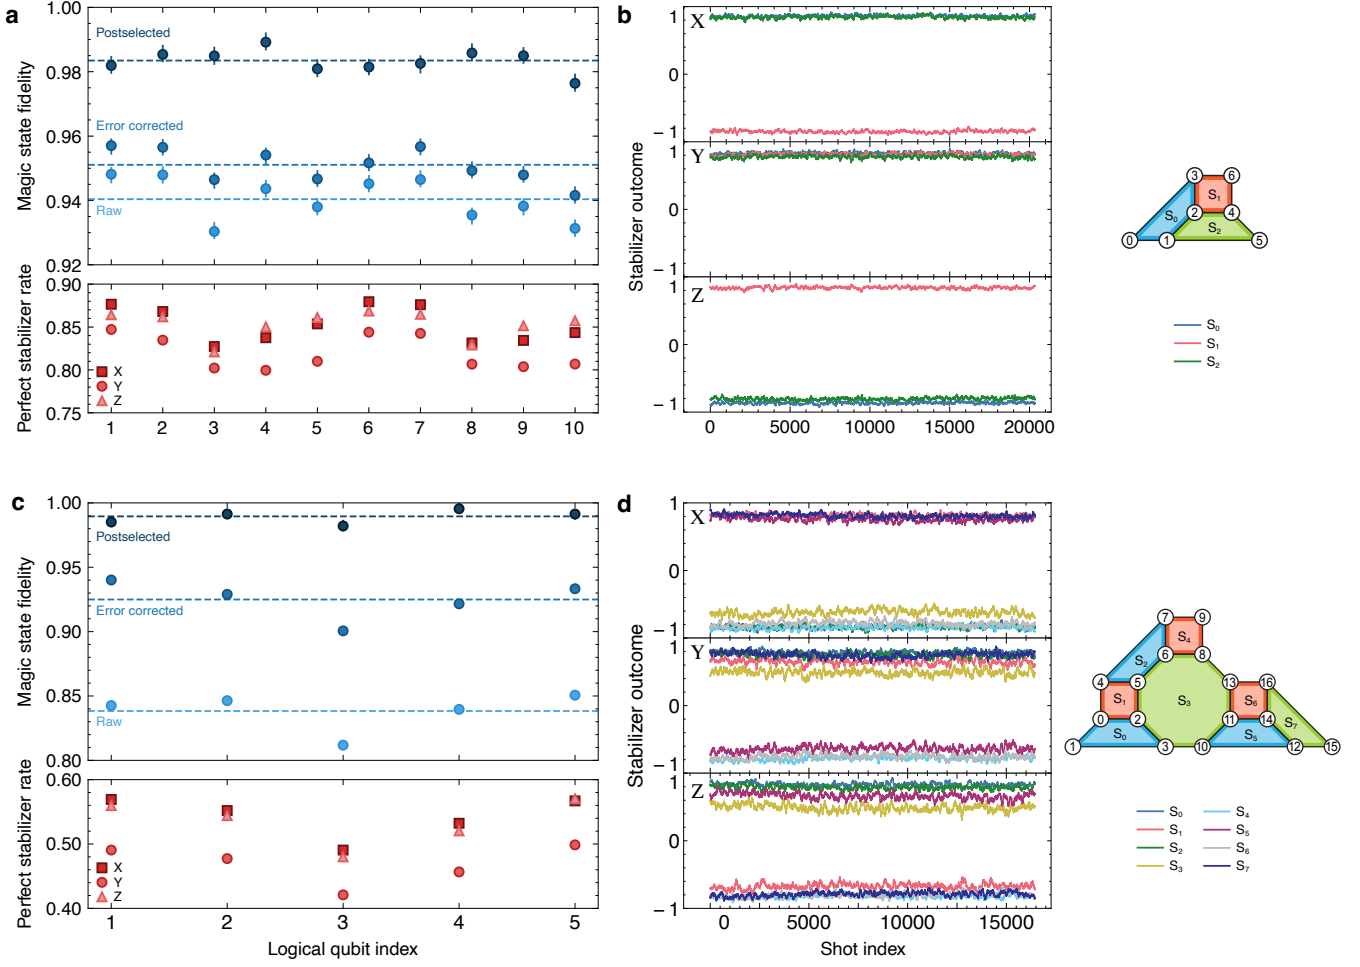 a
1.00
0.98
0.96
0.94
0.92
Magic state fidelity
Postselected
Error corrected
Raw
0.90
0.85
0.80
0.75
Perfect stabilizer rate
X
Y
Z
1 2 3 4 5 6 7 8 9 10
b
Stabilizer outcome
X
1
0
−1
Y
1
0
−1
Z
1
0
−1
0 5000 10000 15000 20000
3 6
S1
S0
2 4
S2
0 1 5
S0
S1
S2
c
1.00
0.95
0.90
0.85
0.80
Magic state fidelity
Postselected
Error corrected
Raw
0.60
0.50
0.40
Perfect stabilizer rate
X
Y
Z
1 2 3 4 5
Logical qubit index
d
Stabilizer outcome
X
1
0
−1
Y
1
0
−1
Z
1
0
−1
0 5000 10000 15000
Shot index
7 9
S4
S2
6 8
4 5 13 16
S1 S3 S6
0 2 11 14
S0 S5 S7
1 3 10 12 15
S0 S4
S1 S5
S2 S6
S3 S7